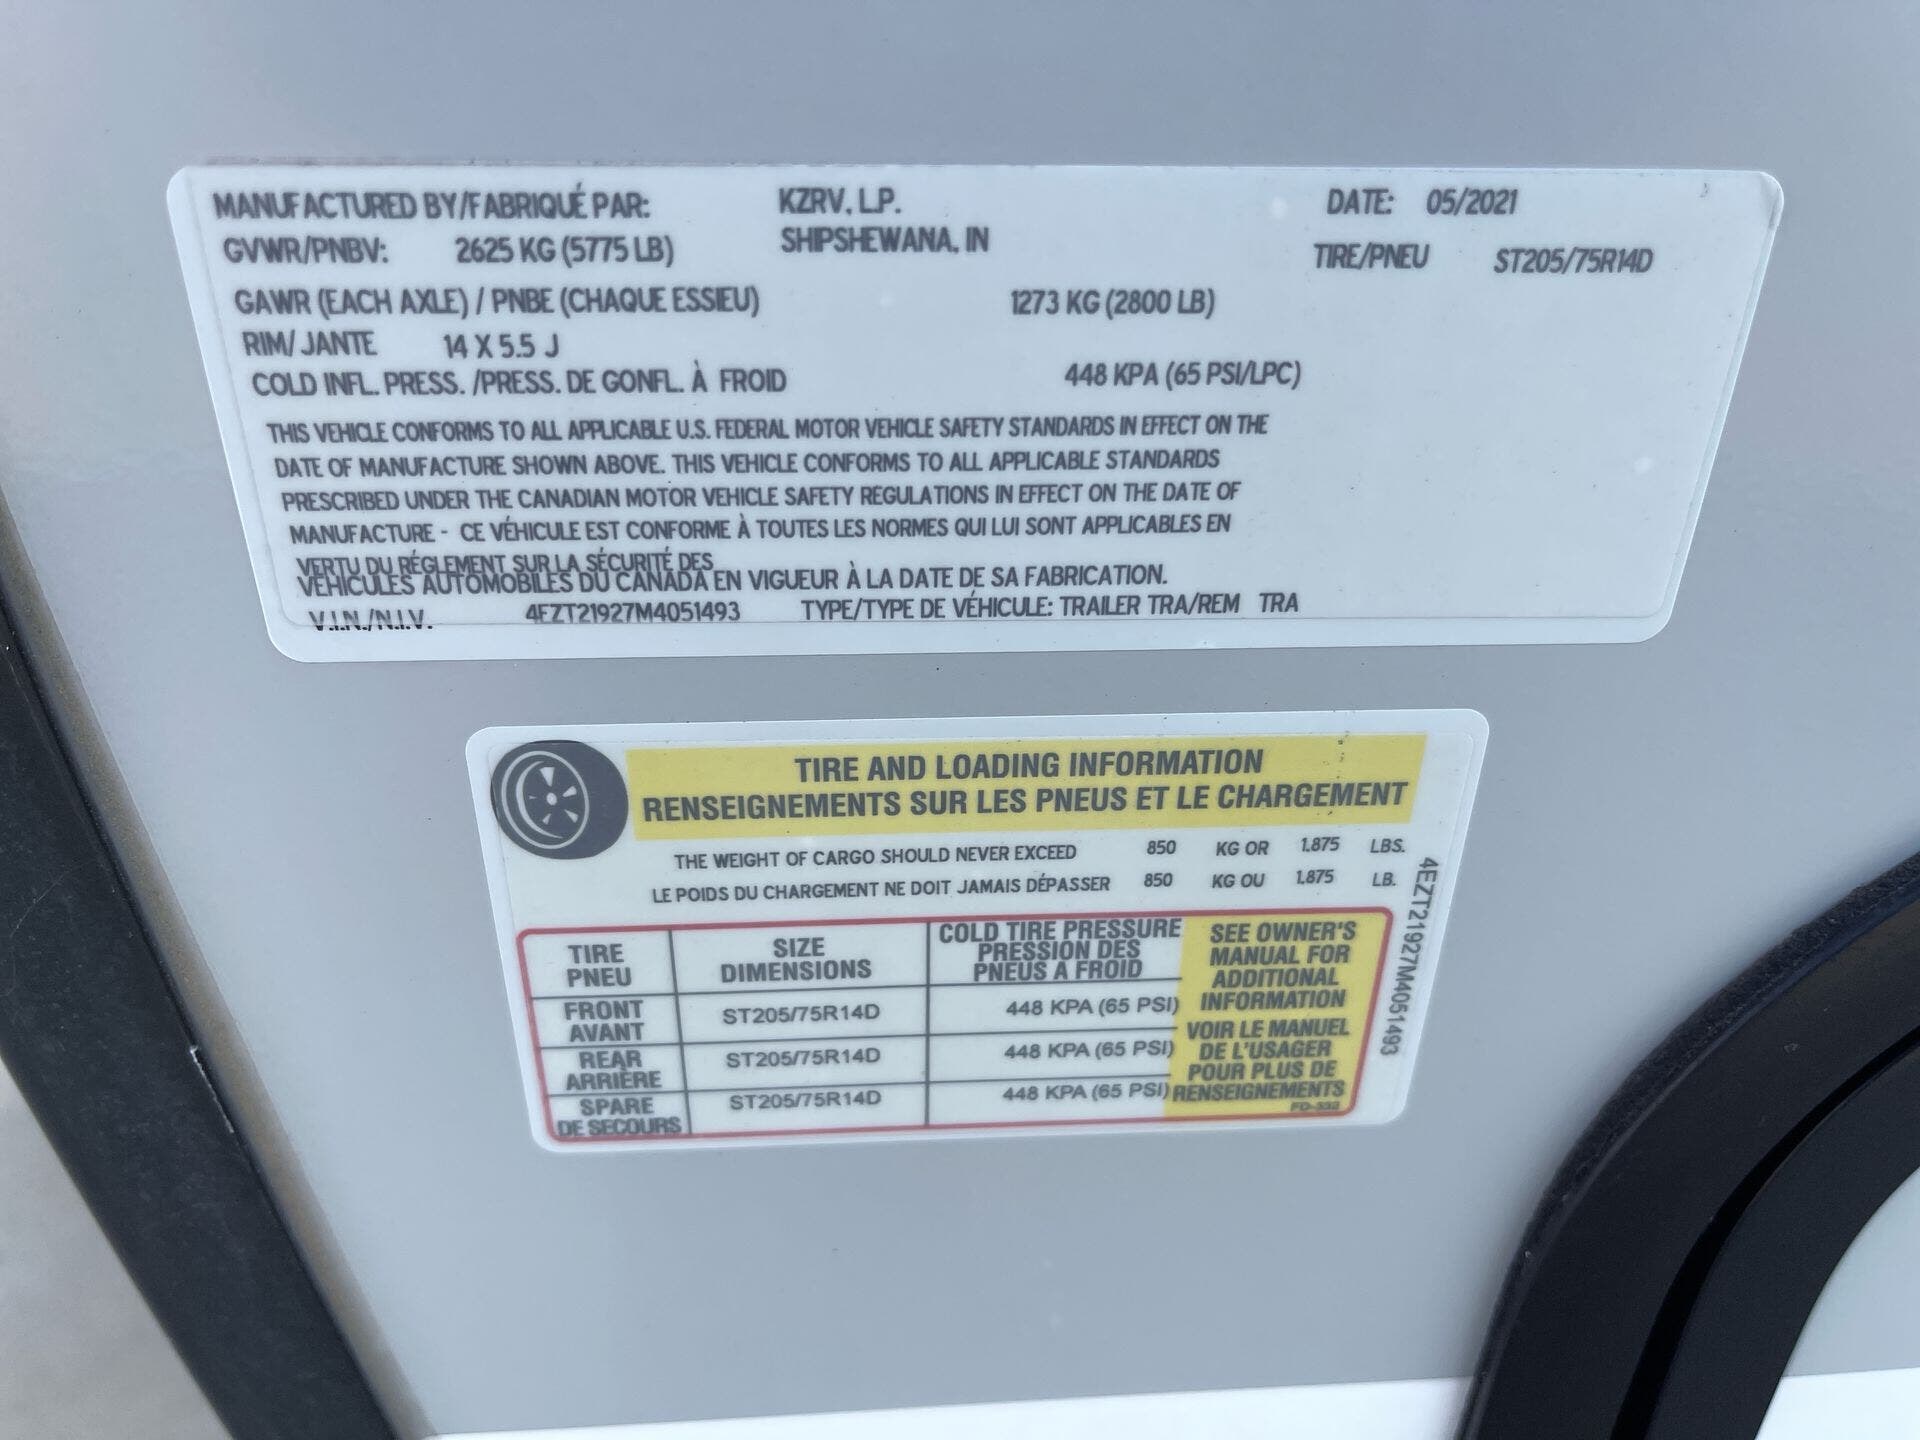 MANUFACTURED BY/FABRIQUÉ PAR: KZRV, L.P. DATE: 05/2021
GVWR/PNBV: 2625 KG (5775 LB) SHIPSHEWANA, IN TIRE/PNEU ST205/75R14D
GAWR (EACH AXLE) / PNBE (CHAQUE ESSIEU) 1273 KG (2800 LB)
RIM/JANTE 14 X 5.5 J
COLD INFL. PRESS. /PRESS. DE GONFL. À FROID 448 KPA (65 PSI/LPC)
THIS VEHICLE CONFORMS TO ALL APPLICABLE U.S. FEDERAL MOTOR VEHICLE SAFETY STANDARDS IN EFFECT ON THE
DATE OF MANUFACTURE SHOWN ABOVE. THIS VEHICLE CONFORMS TO ALL APPLICABLE STANDARDS
PRESCRIBED UNDER THE CANADIAN MOTOR VEHICLE SAFETY REGULATIONS IN EFFECT ON THE DATE OF
MANUFACTURE - CE VÉHICULE EST CONFORME À TOUTES LES NORMES QUI LUI SONT APPLICABLES EN
VERTU DU RÉGLEMENT SUR LA SÉCURITÉ DES
VEHICULES AUTOMOBILES DU CANADA EN VIGUEUR À LA DATE DE SA FABRICATION.
V.I.N./N.I.V. 4EZT21927M4051493 TYPE/TYPE DE VÉHICULE: TRAILER TRA/REM TRA
TIRE AND LOADING INFORMATION
RENSEIGNEMENTS SUR LES PNEUS ET LE CHARGEMENT
THE WEIGHT OF CARGO SHOULD NEVER EXCEED 850 KG OR 1.875 LBS.
LE POIDS DU CHARGEMENT NE DOIT JAMAIS DÉPASSER 850 KG OU 1.875 LB.
TIRE
PNEU
SIZE
DIMENSIONS
COLD TIRE PRESSURE
PRESSION DES
PNEUS A FROID
FRONT
AVANT
ST205/75R14D 448 KPA (65 PSI)
REAR
ARRIÈRE
ST205/75R14D 448 KPA (65 PSI)
SPARE
DE SECOURS
ST205/75R14D 448 KPA (65 PSI)
SEE OWNER'S
MANUAL FOR
ADDITIONAL
INFORMATION
VOIR LE MANUEL
DE L'USAGER
POUR PLUS DE
RENSEIGNEMENTS
4EZT21927M4051493